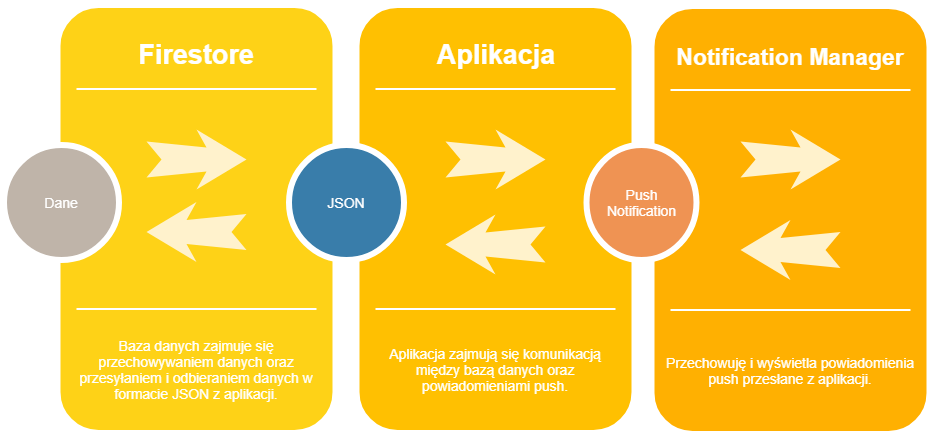 Firestore
Aplikacja
Notification Manager
Dane
JSON
Push
Notification
Baza danych zajmuje się
przechowywaniem danych oraz
przesyłaniem i odbieraniem danych w
formacie JSON z aplikacji.
Aplikacja zajmują się komunikacją
między bazą danych oraz
powiadomieniami push.
Przechowuję i wyświetla powiadomienia
push przesłane z aplikacji.